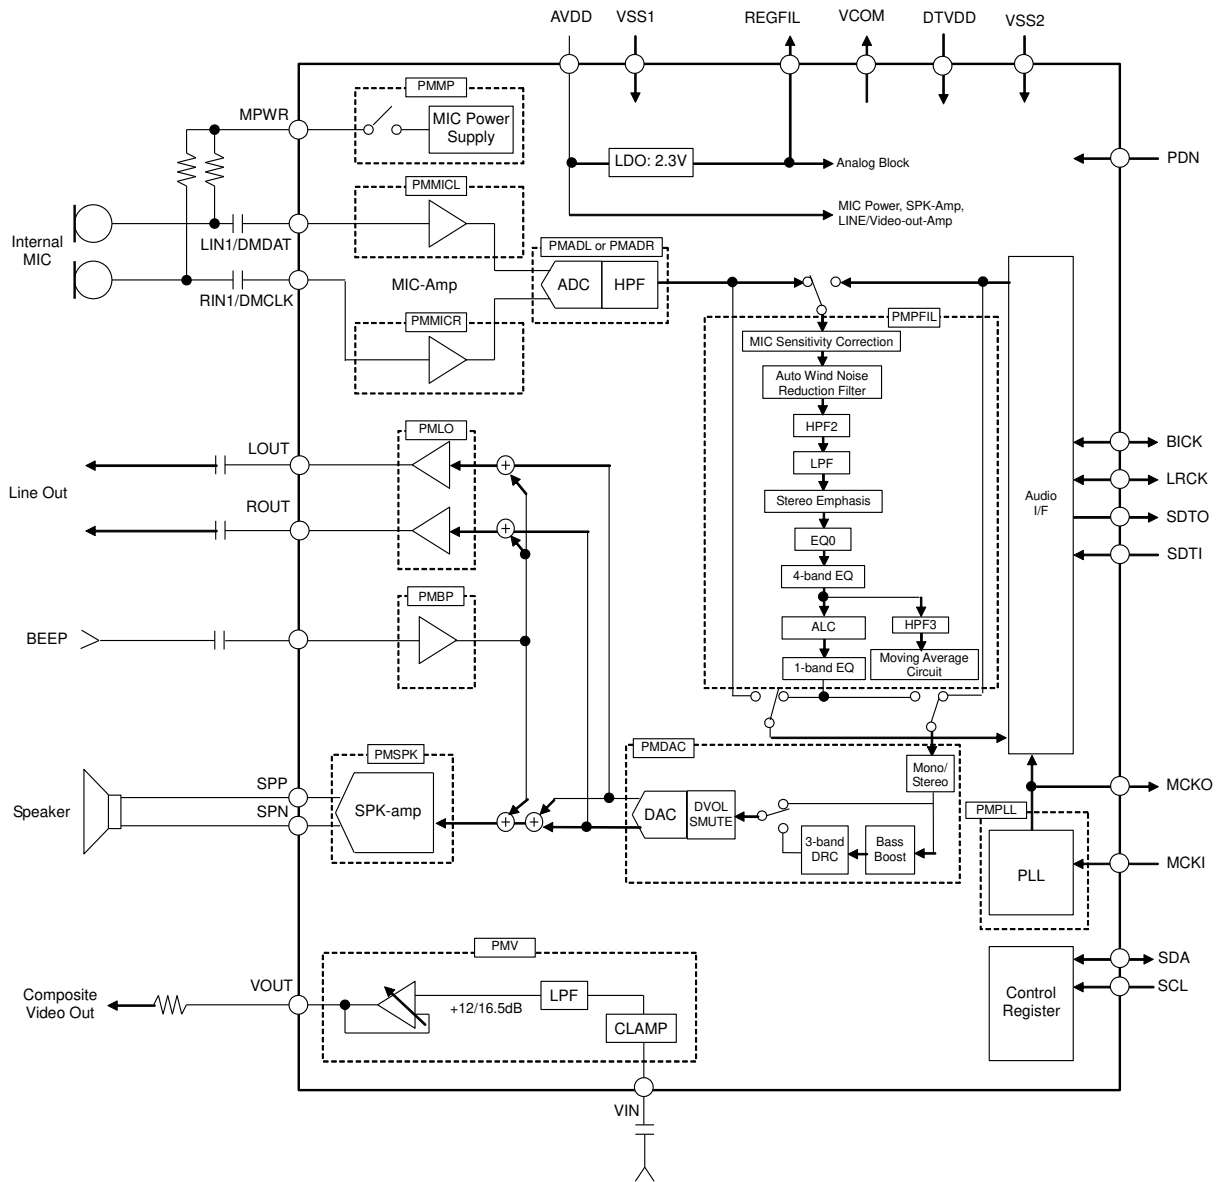 AVDD VSS1 REGFIL VCOM DTVDD VSS2
PMMP
MPWR
MIC Power
Supply
LDO: 2.3V
Analog Block
PDN
PMMICL
MIC Power, SPK-Amp,
LINE/Video-out-Amp
LIN1/DMDAT
Internal
MIC
PMADL or PMADR
MIC-Amp
ADC HPF
RIN1/DMCLK
PMMICR
PMPFIL
MIC Sensitivity Correction
Auto Wind Noise
Reduction Filter
HPF2
LPF
Stereo Emphasis
EQ0
4-band EQ
ALC
HPF3
1-band EQ
Moving Average
Circuit
Audio
I/F
BICK
LRCK
SDTO
SDTI
PMLO
LOUT
Line Out
ROUT
PMBP
BEEP
PMSPK
SPP
Speaker
SPN
SPK-amp
+
+
+
+
PMDAC
Mono/
Stereo
DAC
DVOL
SMUTE
3-band
DRC
Bass
Boost
MCKO
PMPLL
PLL
MCKI
PMV
VOUT
Composite
Video Out
+12/16.5dB
LPF
CLAMP
Control
Register
SDA
SCL
VIN